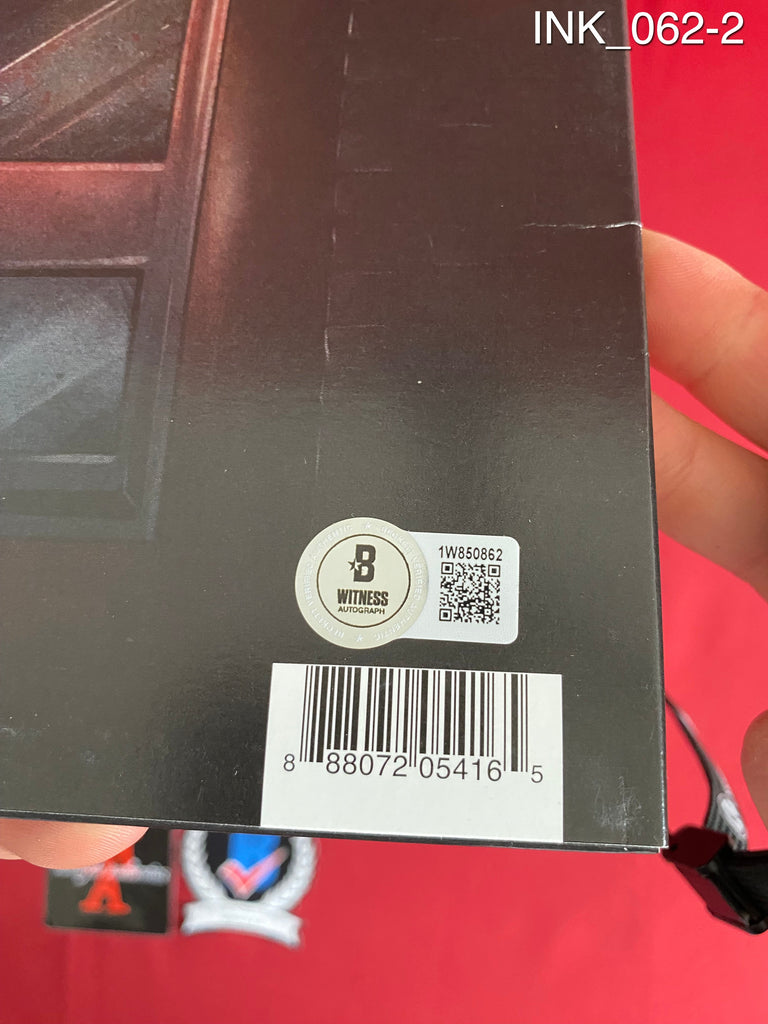 INK_062-2
B
WITNESS
AUTOGRAPH
1W850862
8 88072 05416 5